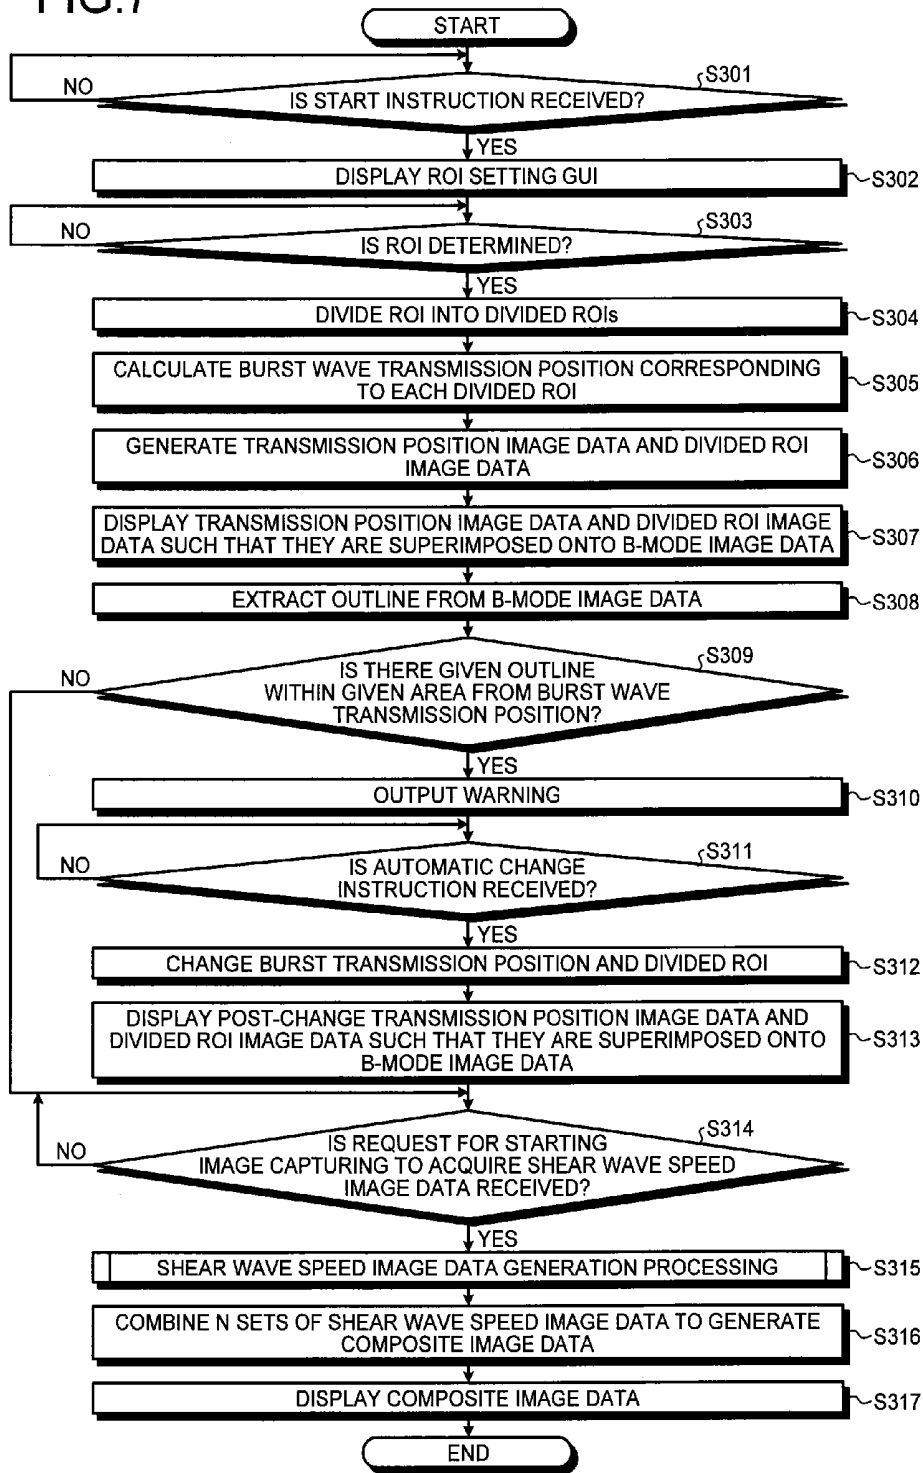 FIG.7
START
S301
NO
IS START INSTRUCTION RECEIVED?
YES
DISPLAY ROI SETTING GUI
S302
S303
NO
IS ROI DETERMINED?
YES
DIVIDE ROI INTO DIVIDED ROIs
S304
CALCULATE BURST WAVE TRANSMISSION POSITION CORRESPONDING
TO EACH DIVIDED ROI
S305
GENERATE TRANSMISSION POSITION IMAGE DATA AND DIVIDED ROI
IMAGE DATA
S306
DISPLAY TRANSMISSION POSITION IMAGE DATA AND DIVIDED ROI IMAGE
DATA SUCH THAT THEY ARE SUPERIMPOSED ONTO B-MODE IMAGE DATA
S307
EXTRACT OUTLINE FROM B-MODE IMAGE DATA
S308
S309
NO
IS THERE GIVEN OUTLINE
WITHIN GIVEN AREA FROM BURST WAVE
TRANSMISSION POSITION?
YES
OUTPUT WARNING
S310
S311
NO
IS AUTOMATIC CHANGE
INSTRUCTION RECEIVED?
YES
CHANGE BURST TRANSMISSION POSITION AND DIVIDED ROI
S312
DISPLAY POST-CHANGE TRANSMISSION POSITION IMAGE DATA AND
DIVIDED ROI IMAGE DATA SUCH THAT THEY ARE SUPERIMPOSED ONTO
B-MODE IMAGE DATA
S313
S314
NO
IS REQUEST FOR STARTING
IMAGE CAPTURING TO ACQUIRE SHEAR WAVE SPEED
IMAGE DATA RECEIVED?
YES
SHEAR WAVE SPEED IMAGE DATA GENERATION PROCESSING
S315
COMBINE N SETS OF SHEAR WAVE SPEED IMAGE DATA TO GENERATE
COMPOSITE IMAGE DATA
S316
DISPLAY COMPOSITE IMAGE DATA
S317
END